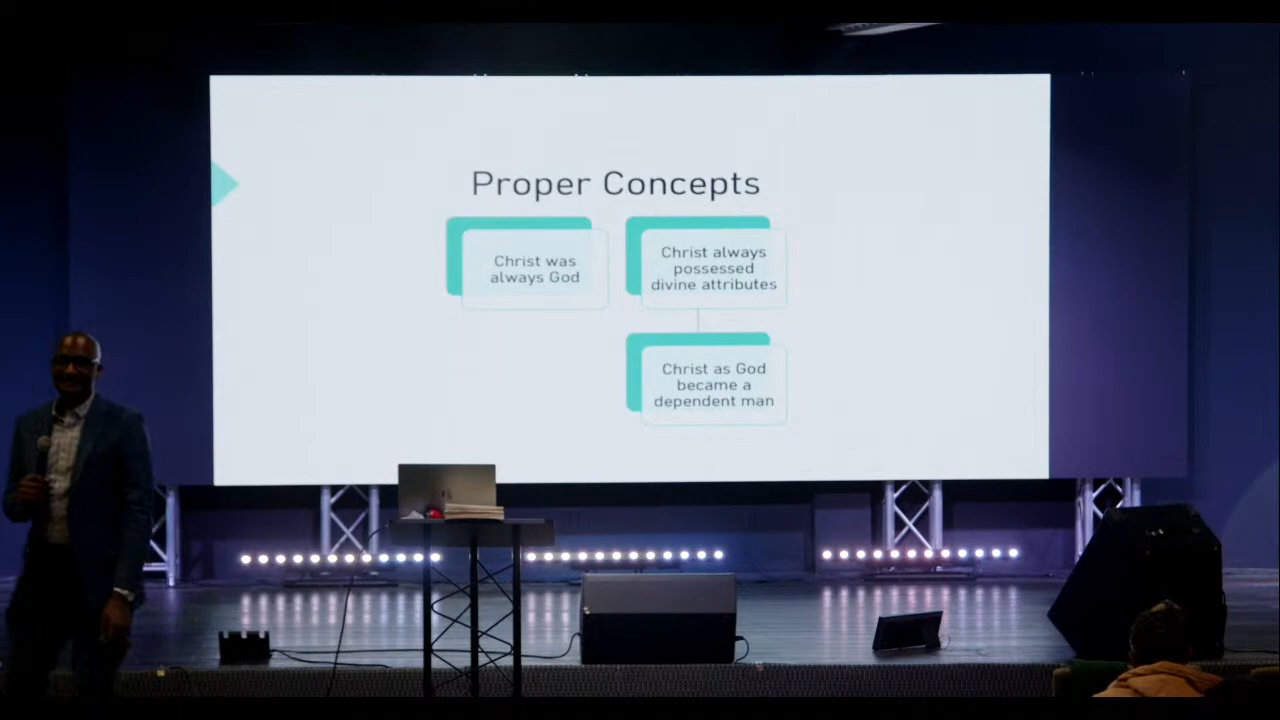 Proper Concepts
Christ was
always God
Christ always
possessed
divine attributes
Christ as God
became a
dependent man